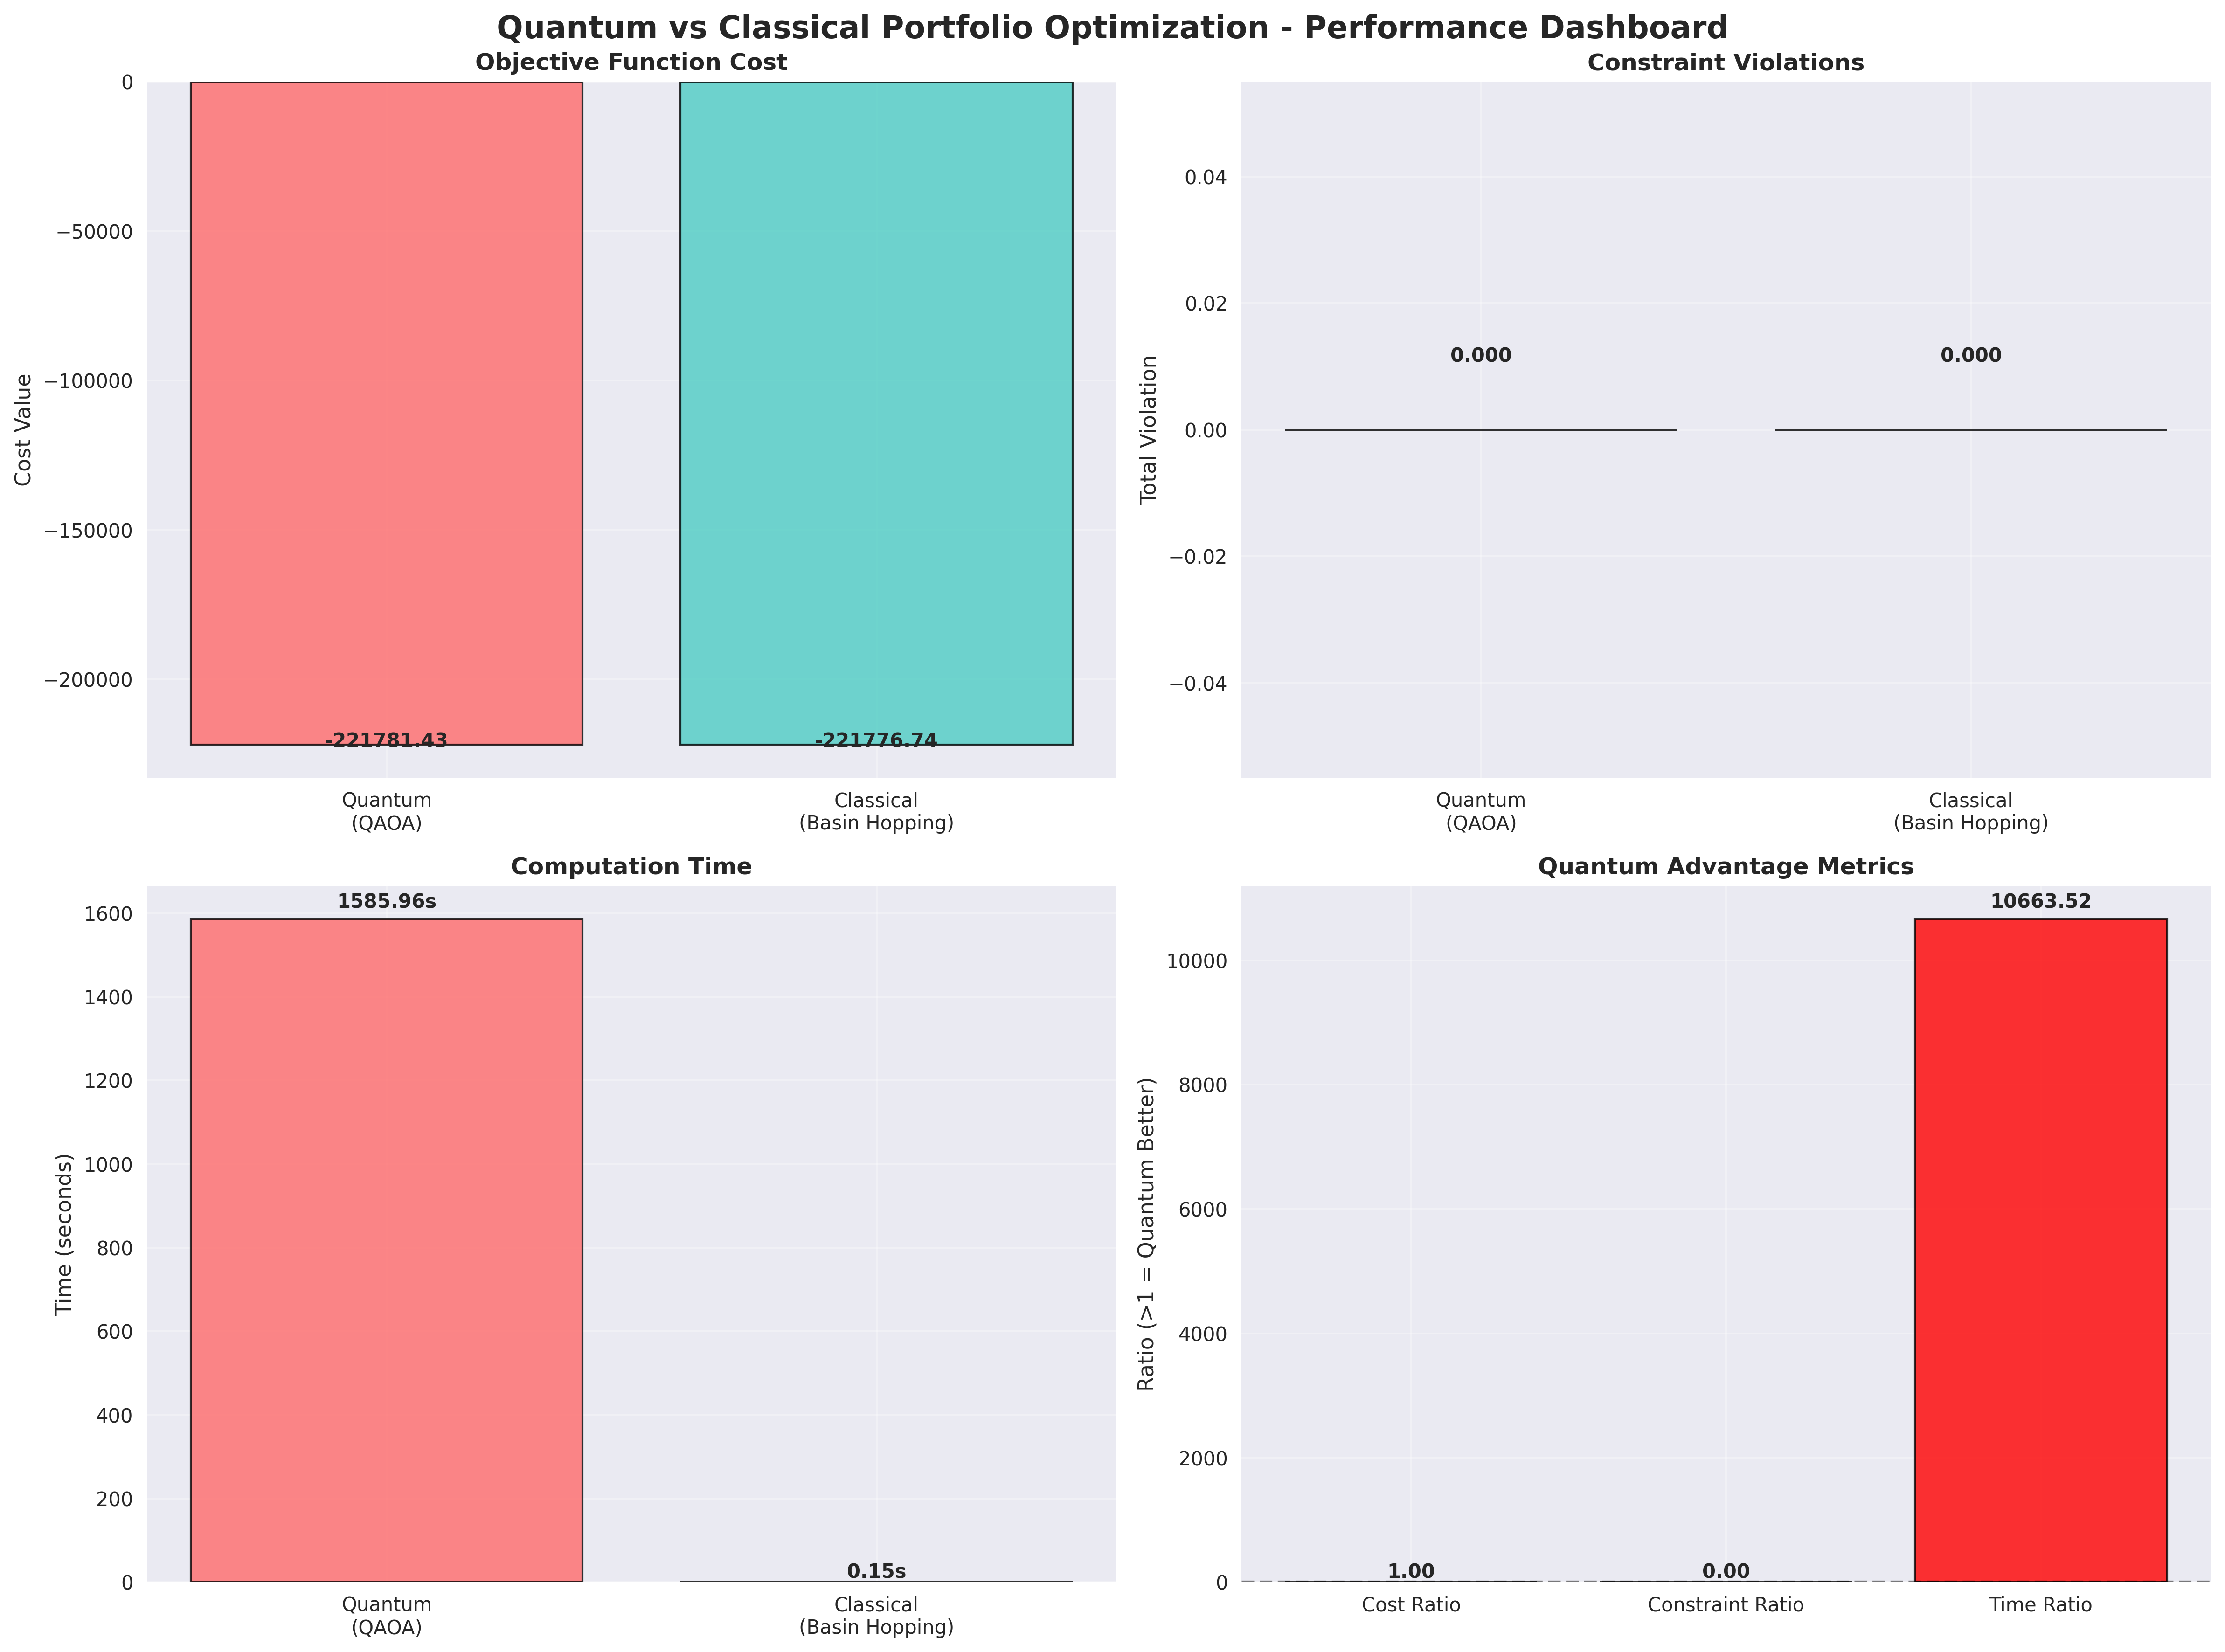 Quantum vs Classical Portfolio Optimization - Performance Dashboard
Objective Function Cost
Cost Value
0
−50000
−100000
−150000
−200000
-221781.43
-221776.74
Quantum
(QAOA)
Classical
(Basin Hopping)
Constraint Violations
Total Violation
0.04
0.02
0.00
−0.02
−0.04
0.000
0.000
Quantum
(QAOA)
Classical
(Basin Hopping)
Computation Time
Time (seconds)
1600
1400
1200
1000
800
600
400
200
0
1585.96s
0.15s
Quantum
(QAOA)
Classical
(Basin Hopping)
Quantum Advantage Metrics
Ratio (>1 = Quantum Better)
10000
8000
6000
4000
2000
0
1.00
0.00
10663.52
Cost Ratio
Constraint Ratio
Time Ratio